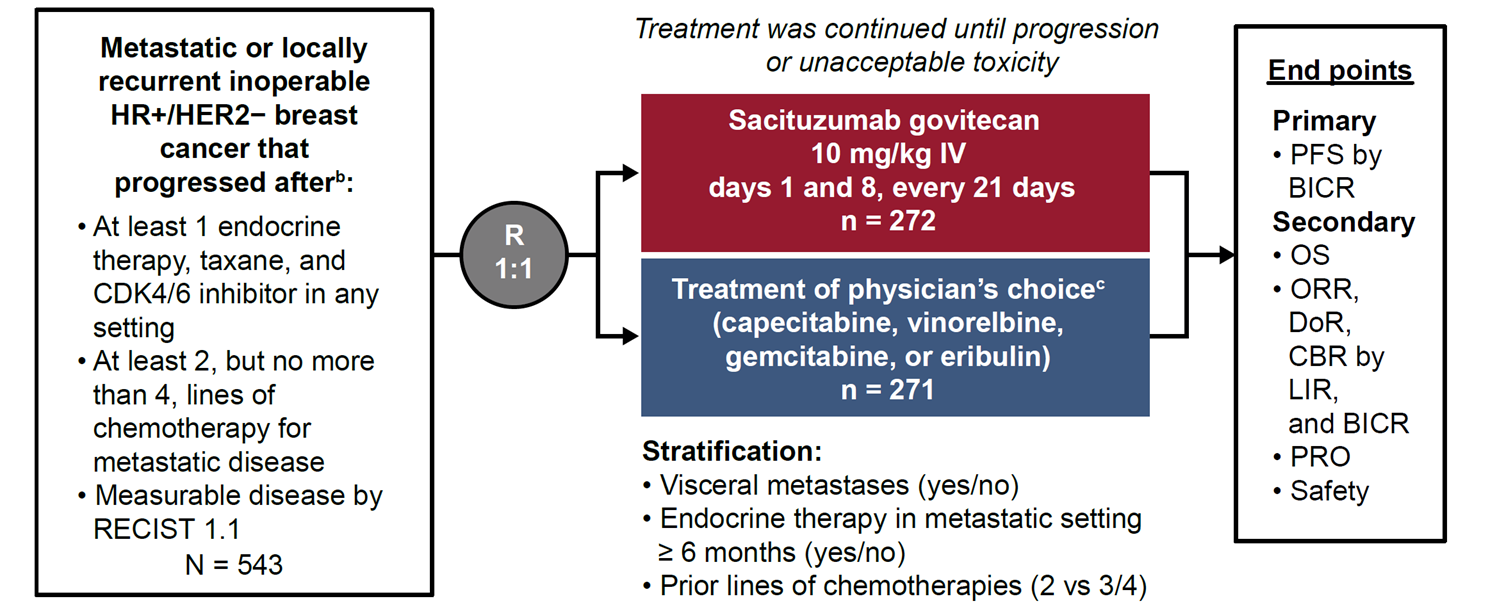 Metastatic or locally
recurrent inoperable
HR+/HER2− breast
cancer that
progressed afterᵇ:
• At least 1 endocrine
therapy, taxane, and
CDK4/6 inhibitor in any
setting
• At least 2, but no more
than 4, lines of
chemotherapy for
metastatic disease
• Measurable disease by
RECIST 1.1
N = 543
R
1:1
Treatment was continued until progression
or unacceptable toxicity
Sacituzumab govitecan
10 mg/kg IV
days 1 and 8, every 21 days
n = 272
Treatment of physician’s choiceᶜ
(capecitabine, vinorelbine,
gemcitabine, or eribulin)
n = 271
Stratification:
• Visceral metastases (yes/no)
• Endocrine therapy in metastatic setting
≥ 6 months (yes/no)
• Prior lines of chemotherapies (2 vs 3/4)
End points
Primary
• PFS by
BICR
Secondary
• OS
• ORR,
DoR,
CBR by
LIR,
and BICR
• PRO
• Safety